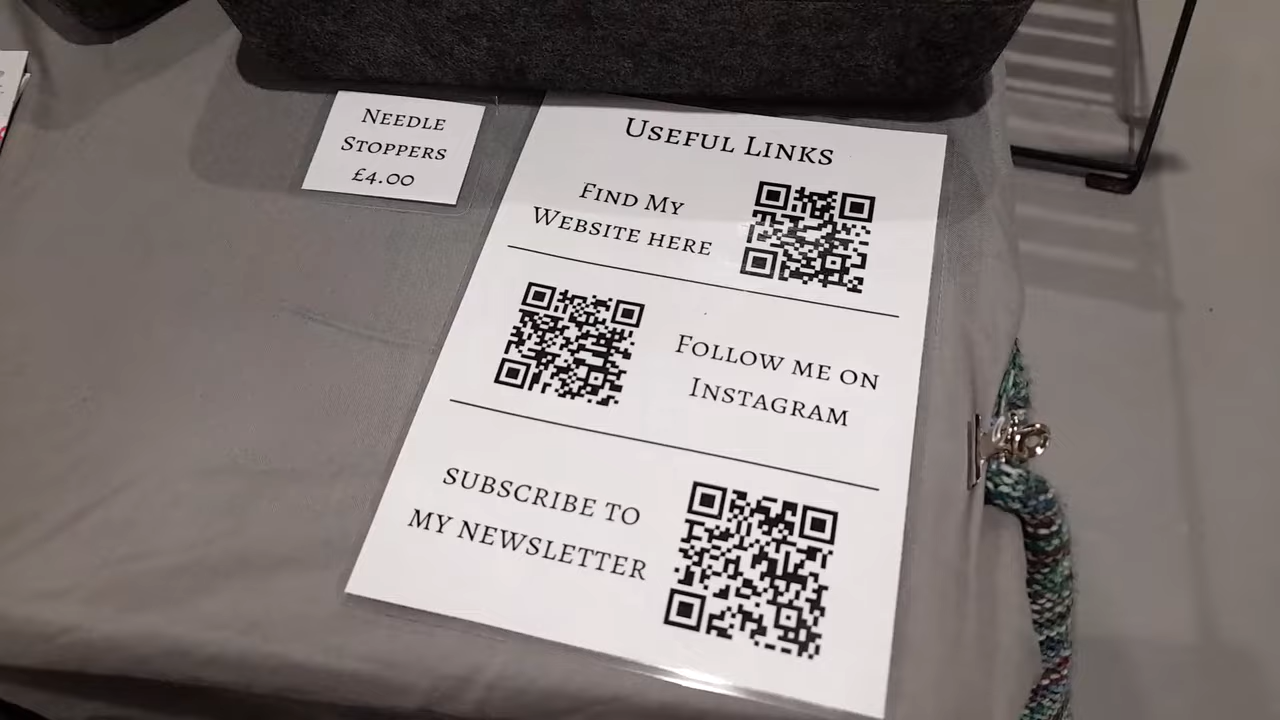 Needle
Stoppers
£4.00
Useful Links
Find My
Website here
Follow me on
Instagram
subscribe to
my newsletter